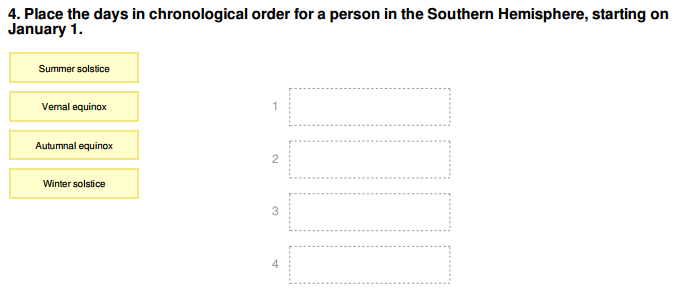 4. Place the days in chronological order for a person in the Southern Hemisphere, starting on
January 1.
Summer solstice
Vernal equinox
Autumnal equinox
Winter solstice
1
2
3
4